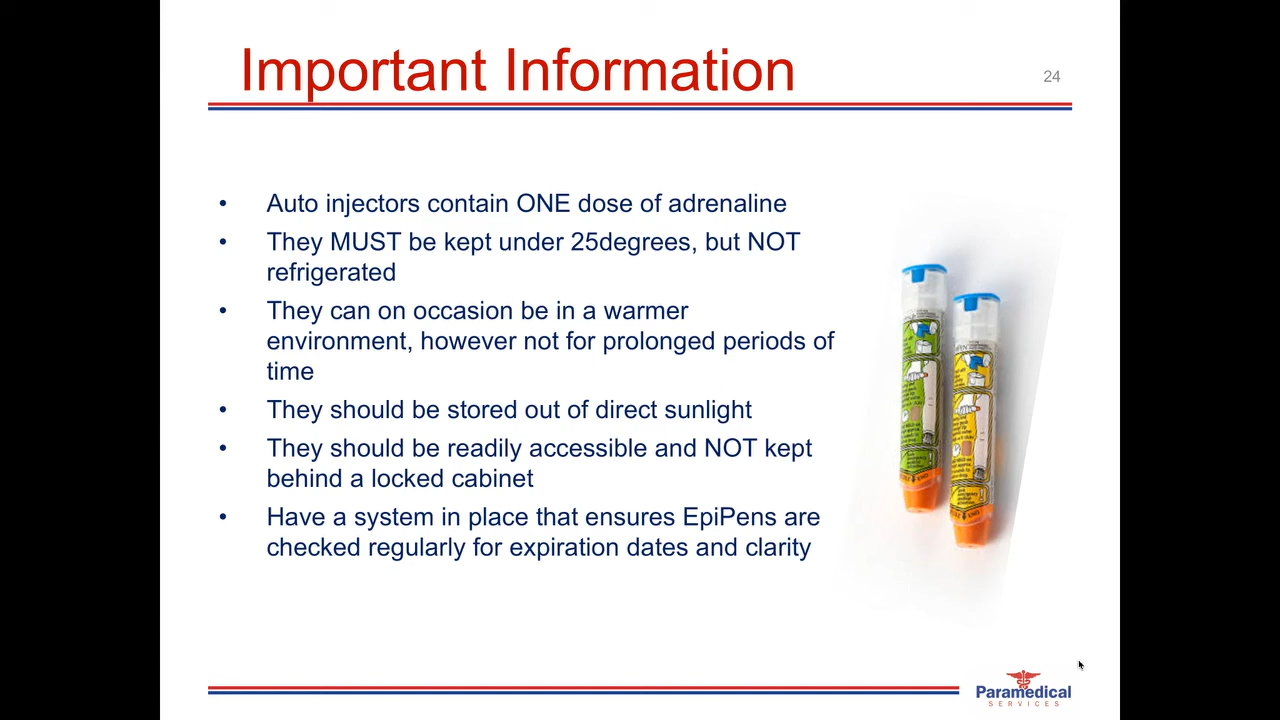 Important Information
24
• Auto injectors contain ONE dose of adrenaline
• They MUST be kept under 25degrees, but NOT
refrigerated
• They can on occasion be in a warmer
environment, however not for prolonged periods of
time
• They should be stored out of direct sunlight
• They should be readily accessible and NOT kept
behind a locked cabinet
• Have a system in place that ensures EpiPens are
checked regularly for expiration dates and clarity
Paramedical
SERVICES